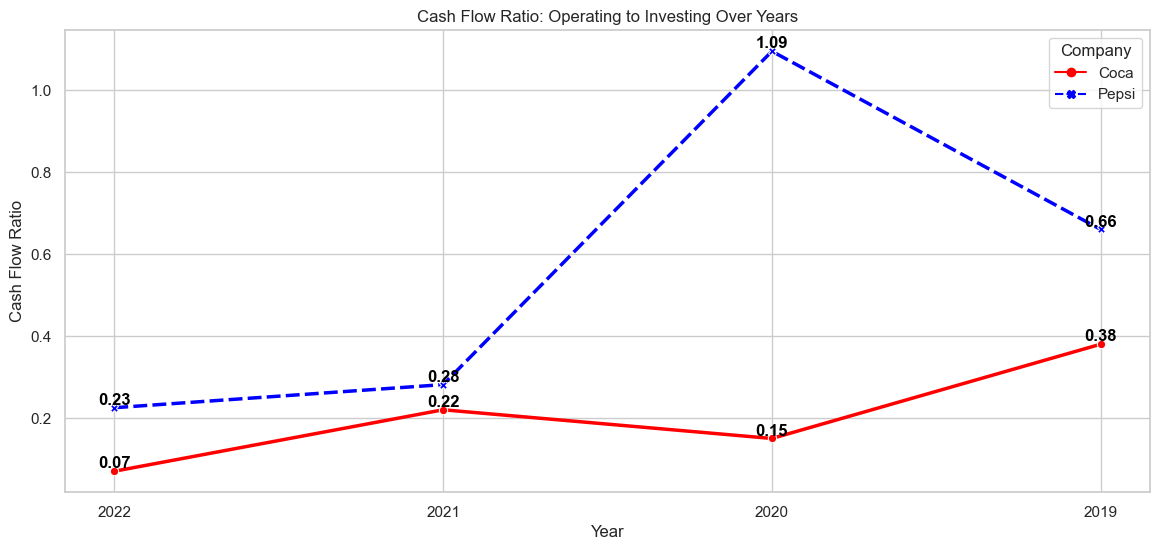 Cash Flow Ratio: Operating to Investing Over Years
Company
Coca
Pepsi
Cash Flow Ratio
1.0
0.8
0.6
0.4
0.2
1.09
0.66
0.38
0.23
0.28
0.22
0.15
0.07
2022
2021
2020
2019
Year